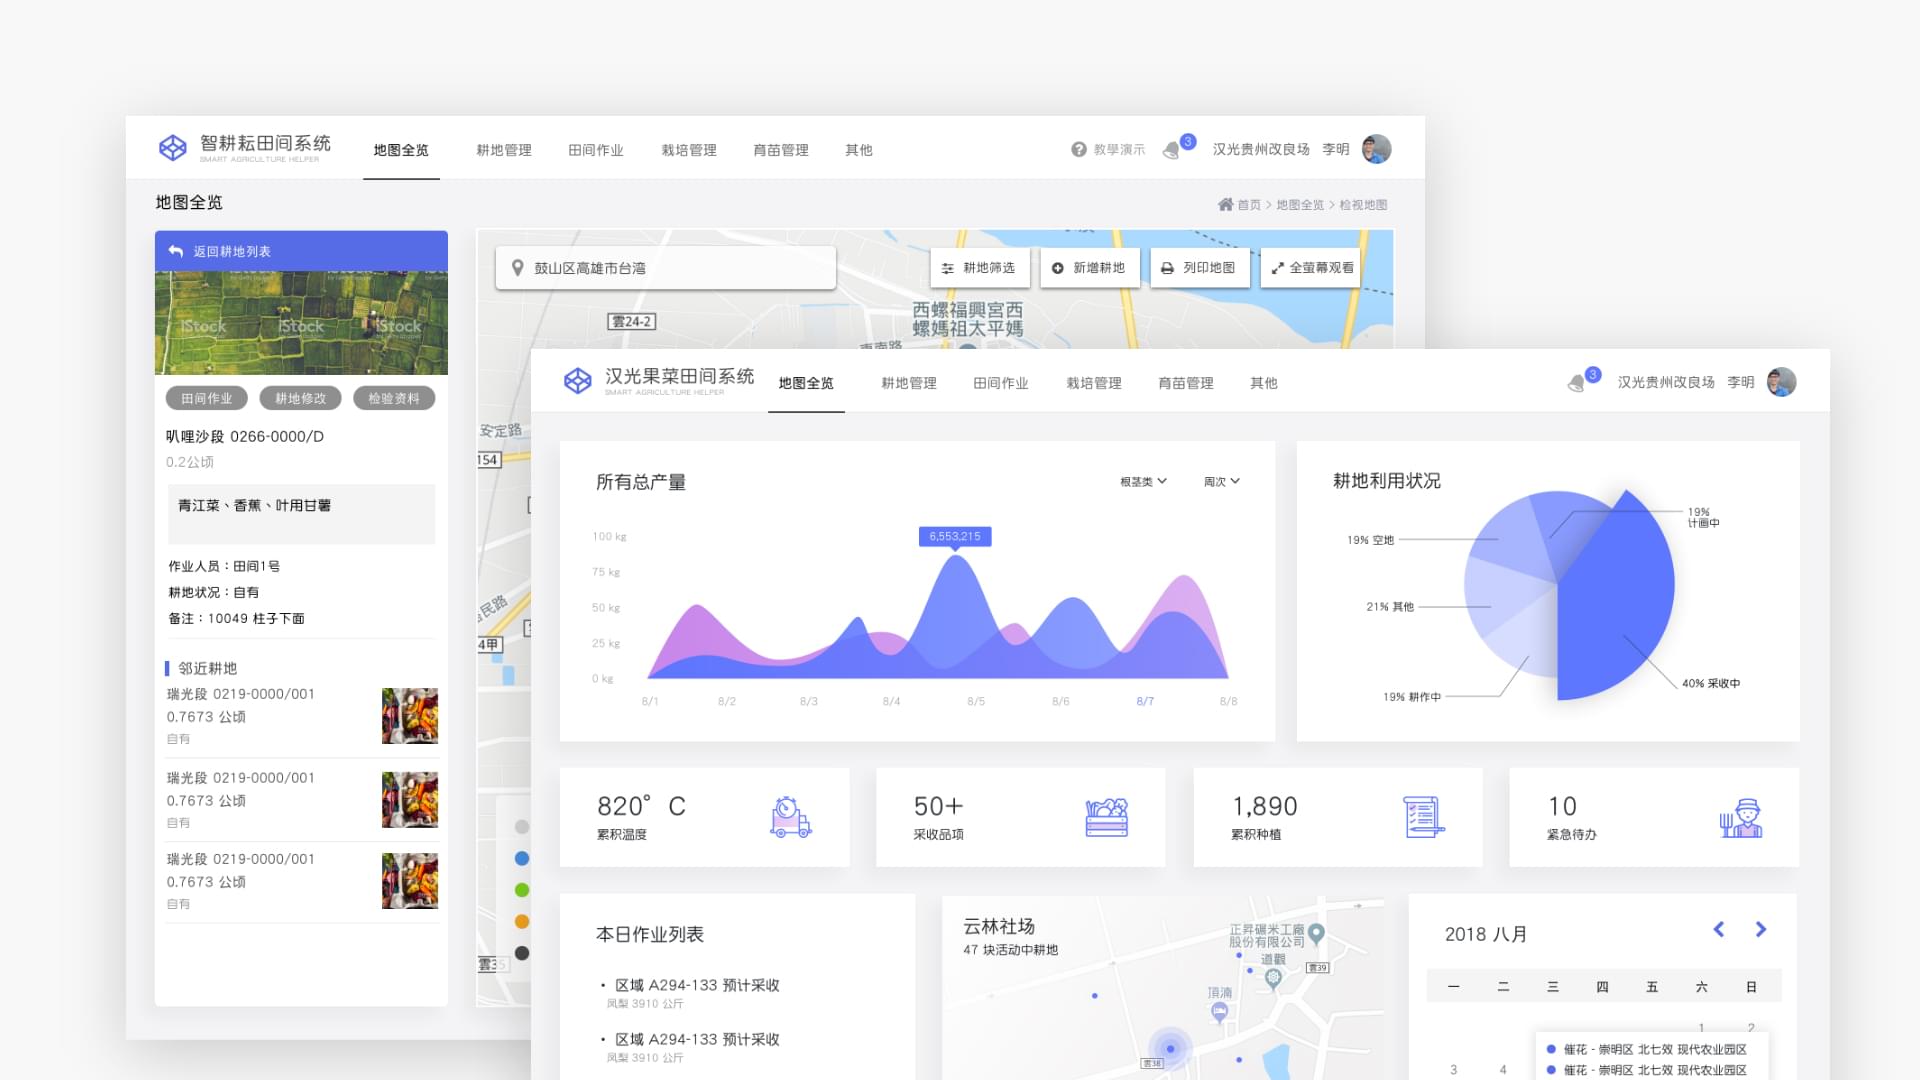 智耕耘田间系统
SMART AGRICULTURE HELPER
地图全览
耕地管理
田间作业
栽培管理
育苗管理
其他
教學演示
3
汉光贵州改良场
李明
地图全览
首页 > 地图全览 > 检视地图
返回耕地列表
iStock
iStock
iStock
田间作业
耕地修改
检验资料
叭哩沙段 0266-0000/D
0.2公顷
青江菜、香蕉、叶用甘薯
作业人员：田间1号
耕地状况：自有
备注：10049 柱子下面
邻近耕地
瑞光段 0219-0000/001
0.7673 公顷
自有
瑞光段 0219-0000/001
0.7673 公顷
自有
瑞光段 0219-0000/001
0.7673 公顷
自有
鼓山区高雄市台湾
耕地筛选
新增耕地
列印地图
全萤幕观看
雲24-2
西螺福興宮西
螺媽祖太平媽
安定路
154
民路
4甲
汉光果菜田间系统
SMART AGRICULTURE HELPER
地图全览
耕地管理
田间作业
栽培管理
育苗管理
其他
3
汉光贵州改良场
李明
所有总产量
根茎类
周次
6,553,215
100 kg
75 kg
50 kg
25 kg
0 kg
8/1
8/2
8/3
8/4
8/5
8/6
8/7
8/8
耕地利用状况
19%
计画中
19% 空地
21% 其他
19% 耕作中
40% 采收中
820° C
累积温度
50+
采收品项
1,890
累积种植
10
紧急待办
本日作业列表
• 区域 A294-133 预计采收
凤梨 3910 公斤
• 区域 A294-133 预计采收
凤梨 3910 公斤
云林社场
47 块活动中耕地
正昇碾米工廠
股份有限公司
道觀
雲39
頂湳
雲38
2018 八月
一 二 三 四 五 六 日
1 2
3 4
催花 - 崇明区 北七效 现代农业园区
催花 - 崇明区 北七效 现代农业园区